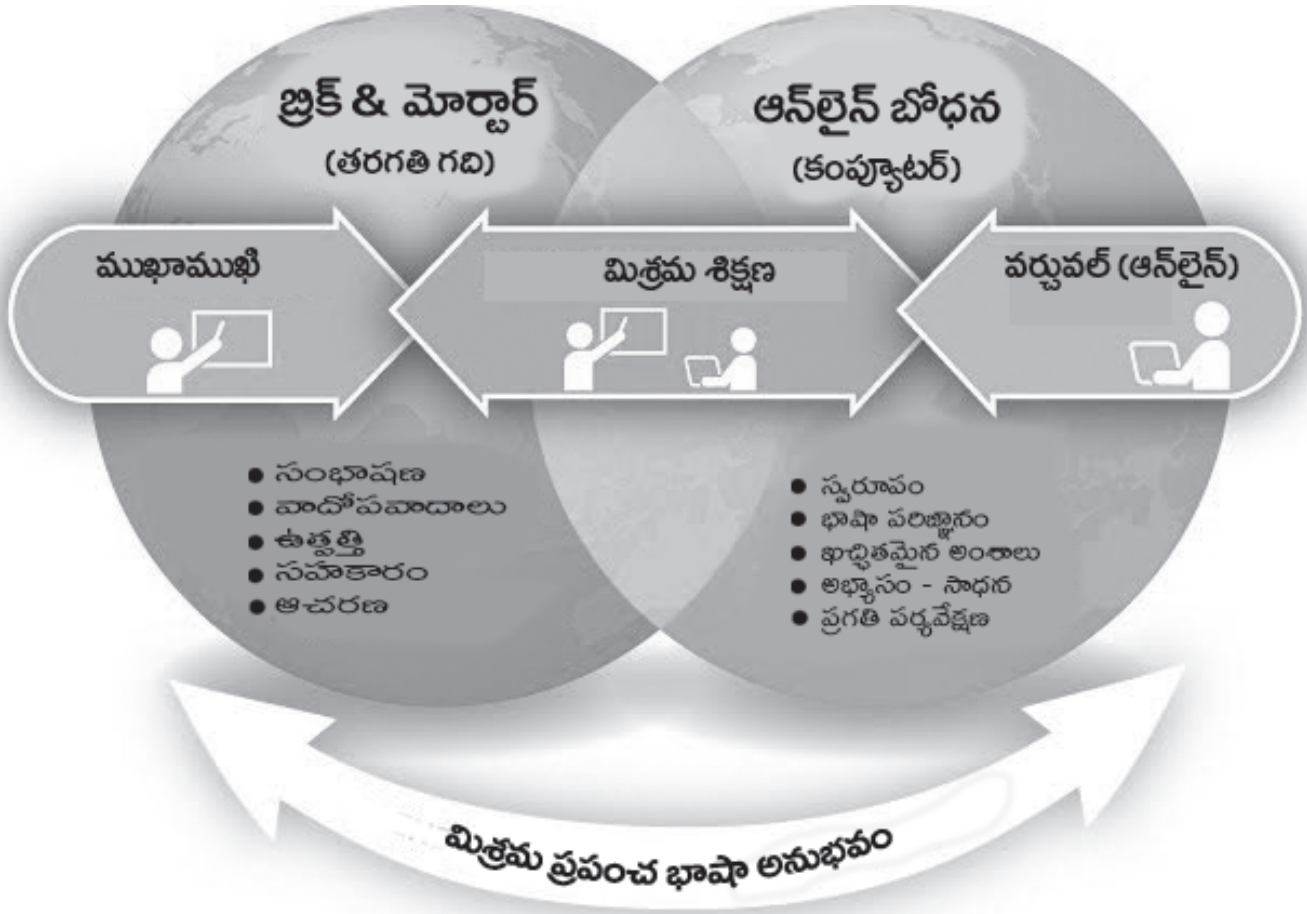 బ్రిక్ & మోర్టార్
(తరగతి గది)
ఆన్‌లైన్ బోధన
(కంప్యూటర్)
ముఖాముఖి
మిశ్రమ శిక్షణ
వర్చువల్ (ఆన్‌లైన్)
● సంభాషణ
● వాదోపవాదాలు
● ఉత్పత్తి
● సహకారం
● ఆచరణ
● స్వరూపం
● భాషా పరిజ్ఞానం
● ఖచ్ఛితమైన అంశాలు
● అభ్యాసం - సాధన
● ప్రగతి పర్యవేక్షణ
మిశ్రమ ప్రపంచ భాషా అనుభవం